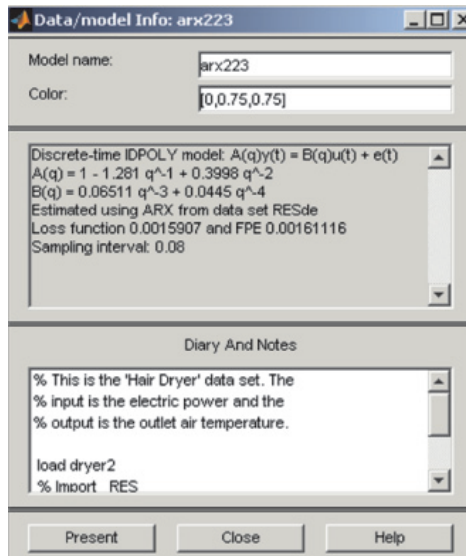 Data/model Info: arx223
Model name:
arx223
Color:
[0,0.75,0.75]
Discrete-time IDPOLY model: A(q)y(t) = B(q)u(t) + e(t)
A(q) = 1 - 1.281 q^-1 + 0.3998 q^-2
B(q) = 0.06511 q^-3 + 0.0445 q^-4
Estimated using ARX from data set RESde
Loss function 0.0015907 and FPE 0.00161116
Sampling interval: 0.08
Diary And Notes
% This is the 'Hair Dryer' data set. The
% input is the electric power and the
% output is the outlet air temperature.
load dryer2
% Import RES
Present
Close
Help